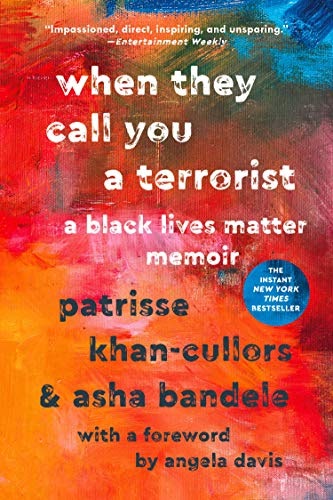 "Impassioned, direct, inspiring, and unsparing."
—Entertainment Weekly
when they
call you
a terrorist
a black lives matter
memoir
THE
INSTANT
NEW YORK
TIMES
BESTSELLER
patrisse
khan-cullors
& asha bandele
with a foreword
by angela davis